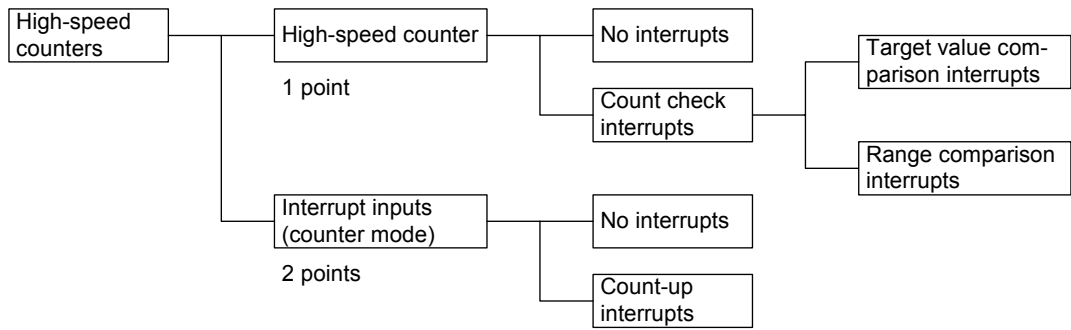 High-speed
counters
High-speed counter
1 point
No interrupts
Count check
interrupts
Target value com-
parison interrupts
Range comparison
interrupts
Interrupt inputs
(counter mode)
2 points
No interrupts
Count-up
interrupts